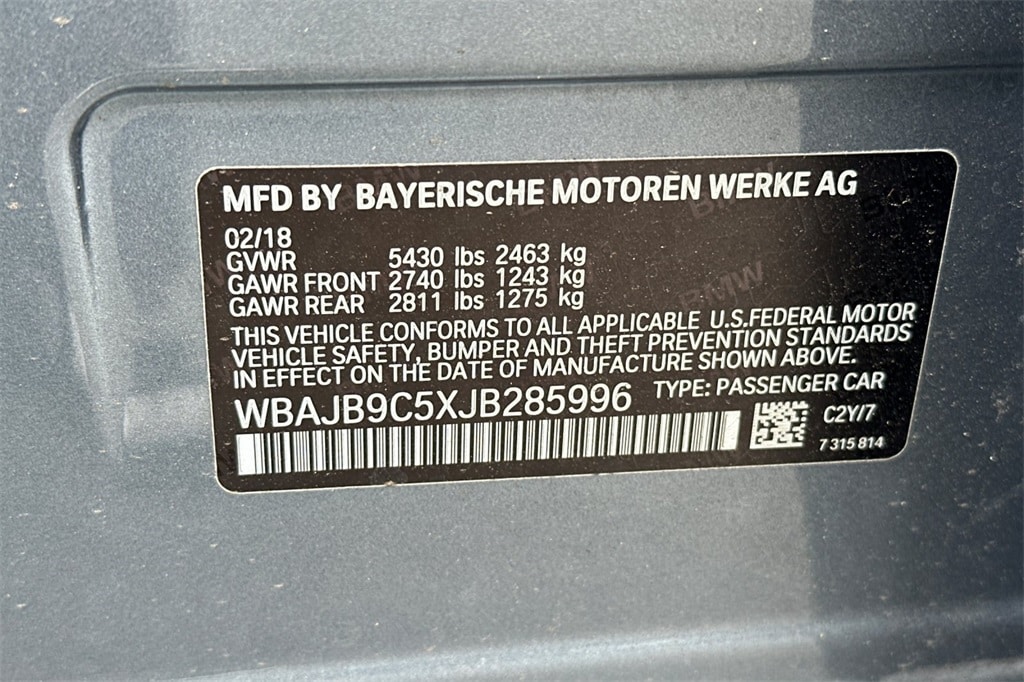 MFD BY BAYERISCHE MOTOREN WERKE AG
02/18
GVWR 5430 lbs 2463 kg
GAWR FRONT 2740 lbs 1243 kg
GAWR REAR 2811 lbs 1275 kg
THIS VEHICLE CONFORMS TO ALL APPLICABLE U.S.FEDERAL MOTOR
VEHICLE SAFETY, BUMPER AND THEFT PREVENTION STANDARDS
IN EFFECT ON THE DATE OF MANUFACTURE SHOWN ABOVE.
WBAJB9C5XJB285996 TYPE: PASSENGER CAR
C2Y/7
7 315 814
BMW
BMW